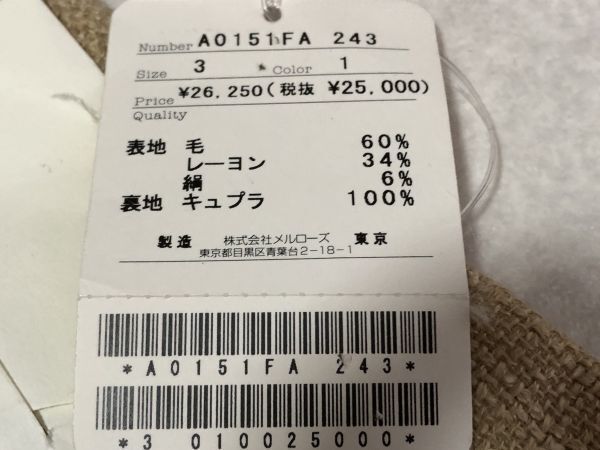 Number A0151FA 243
Size 3 Color 1
Price ¥26,250(税抜 ¥25,000)
Quality
表地 毛 60%
レーヨン 34%
絹 6%
裏地 キュプラ 100%
製造 株式会社メルローズ 東京
東京都目黒区青葉台2-18-1
*A0151FA 243*
*3 010025000*